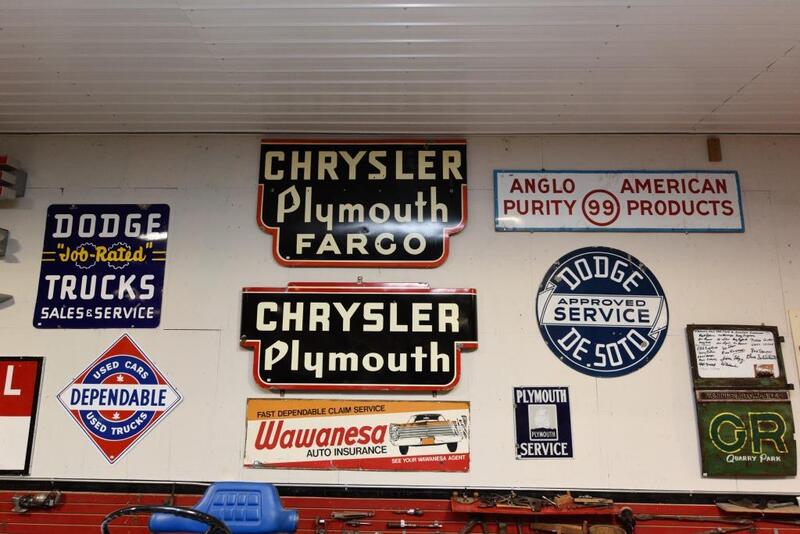 CHRYSLER
Plymouth
FARGO
ANGLO AMERICAN
PURITY 99 PRODUCTS
DODGE
"Job-Rated"
TRUCKS
SALES & SERVICE
DODGE
APPROVED
SERVICE
DE SOTO
CHRYSLER
Plymouth
L
USED CARS
DEPENDABLE
USED TRUCKS
FAST DEPENDABLE CLAIM SERVICE
Wawanesa
AUTO INSURANCE
SEE YOUR WAWANESA AGENT
PLYMOUTH
PLYMOUTH
SERVICE
GR
QUARRY PARK